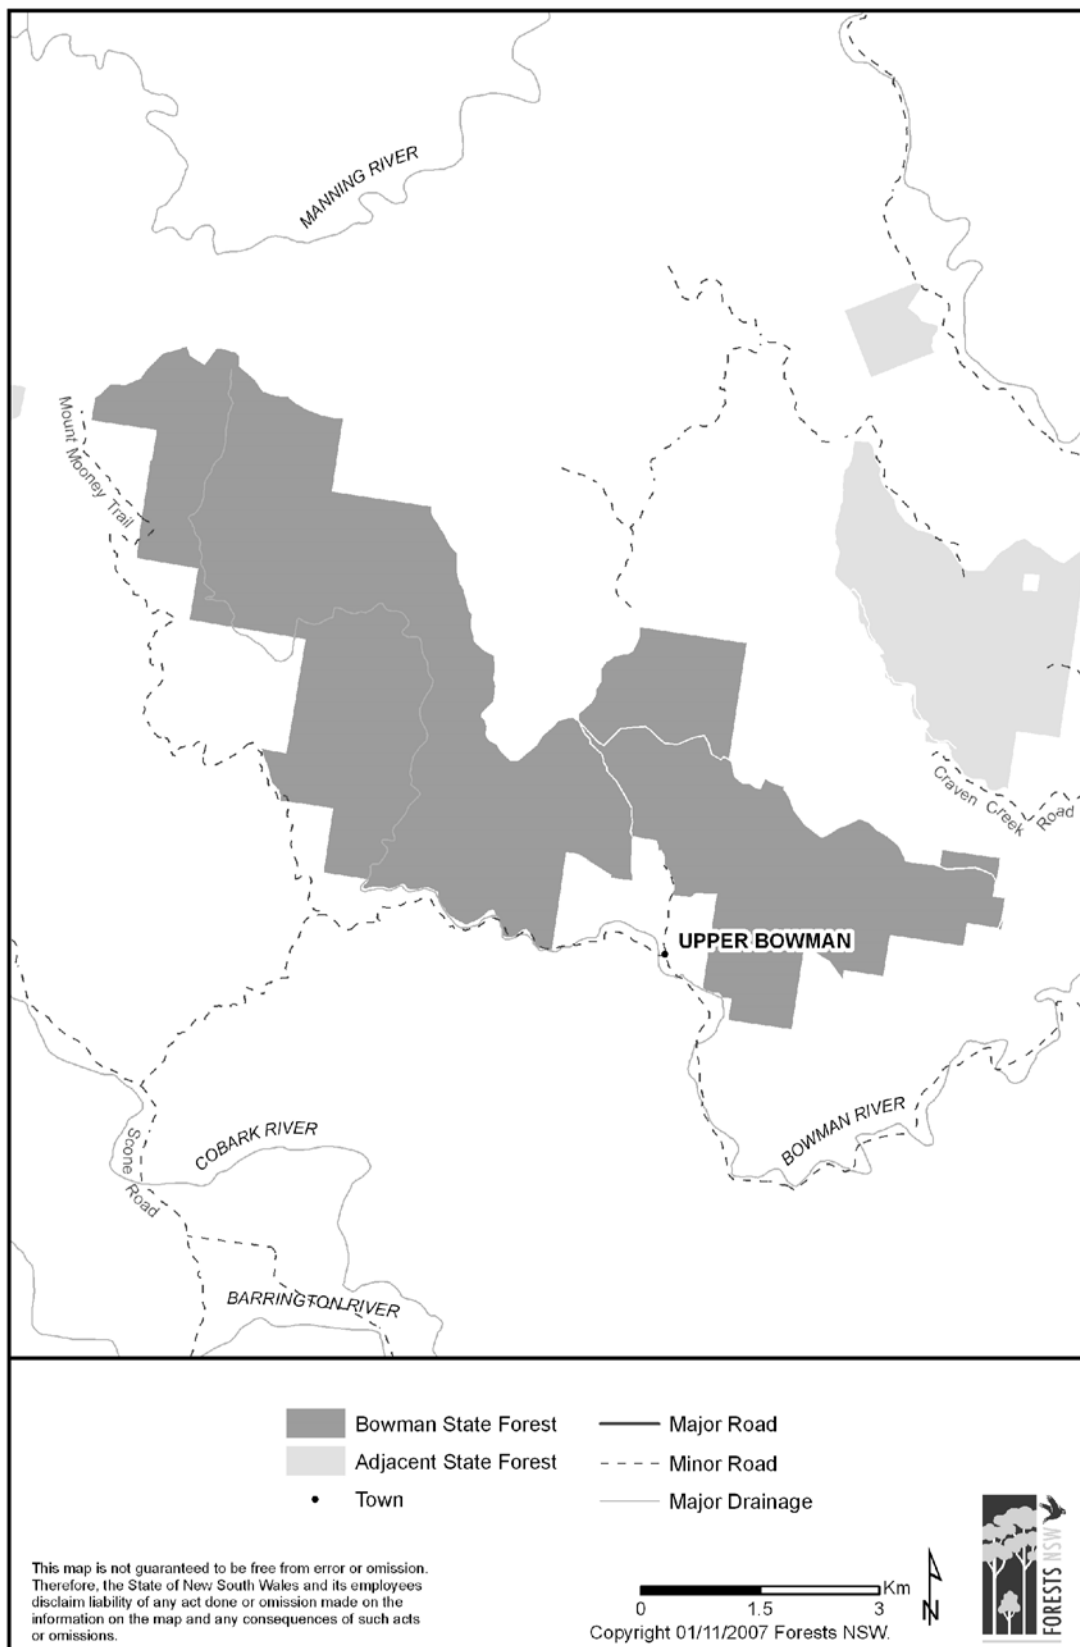 MANNING RIVER
Mount Mooney Trail
Craven Creek Road
UPPER BOWMAN
BOWMAN RIVER
COBARK RIVER
Scone Road
BARRINGTON RIVER
Bowman State Forest
Major Road
Adjacent State Forest
Minor Road
Town
Major Drainage
This map is not guaranteed to be free from error or omission.
Therefore, the State of New South Wales and its employees
disclaim liability of any act done or omission made on the
information on the map and any consequences of such acts
or omissions.
Km
0 1.5 3
N
Copyright 01/11/2007 Forests NSW.
FORESTS NSW